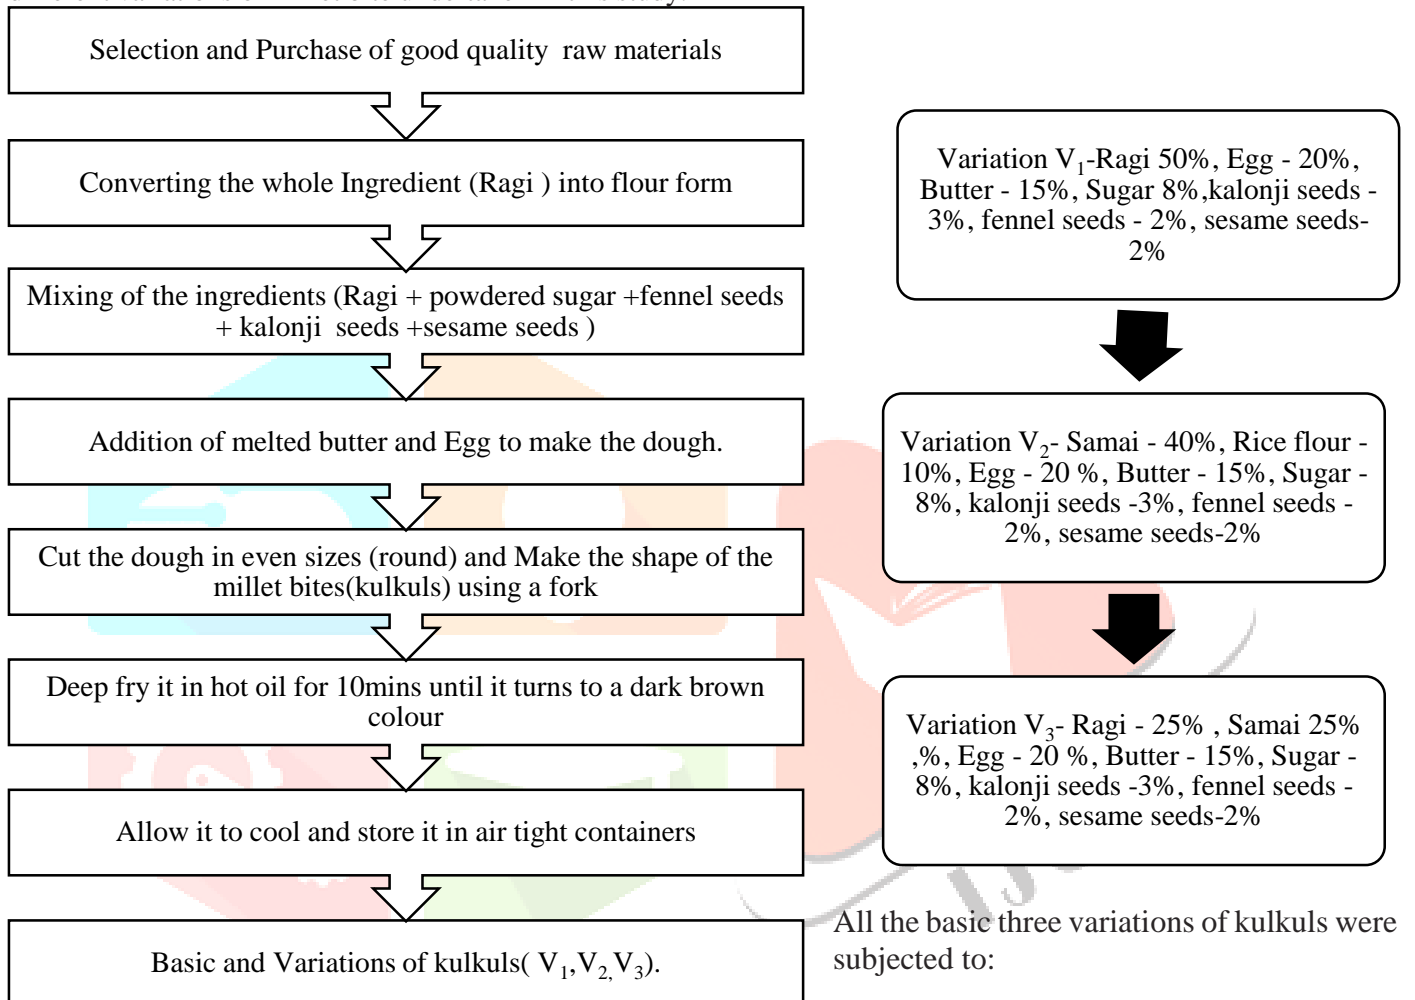 Selection and Purchase of good quality raw materials
Converting the whole Ingredient (Ragi ) into flour form
Mixing of the ingredients (Ragi + powdered sugar +fennel seeds
+ kalonji seeds +sesame seeds )
Addition of melted butter and Egg to make the dough.
Cut the dough in even sizes (round) and Make the shape of the
millet bites(kulkuls) using a fork
Deep fry it in hot oil for 10mins until it turns to a dark brown
colour
Allow it to cool and store it in air tight containers
Basic and Variations of kulkuls( V₁,V₂,V₃).
Variation V₁-Ragi 50%, Egg - 20%,
Butter - 15%, Sugar 8%,kalonji seeds -
3%, fennel seeds - 2%, sesame seeds-
2%
Variation V₂- Samai - 40%, Rice flour -
10%, Egg - 20 %, Butter - 15%, Sugar -
8%, kalonji seeds -3%, fennel seeds -
2%, sesame seeds-2%
Variation V₃- Ragi - 25% , Samai 25%
,%, Egg - 20 %, Butter - 15%, Sugar -
8%, kalonji seeds -3%, fennel seeds -
2%, sesame seeds-2%
All the basic three variations of kulkuls were
subjected to: